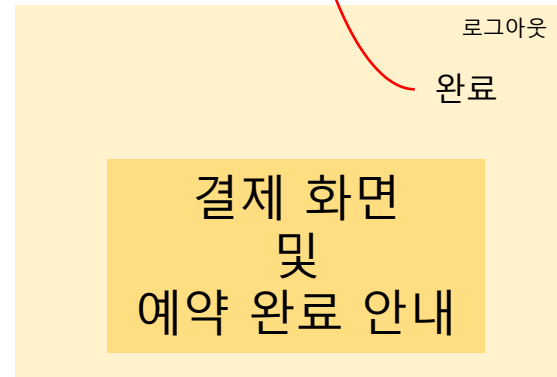 로그아웃
완료
결제 화면
및
예약 완료 안내